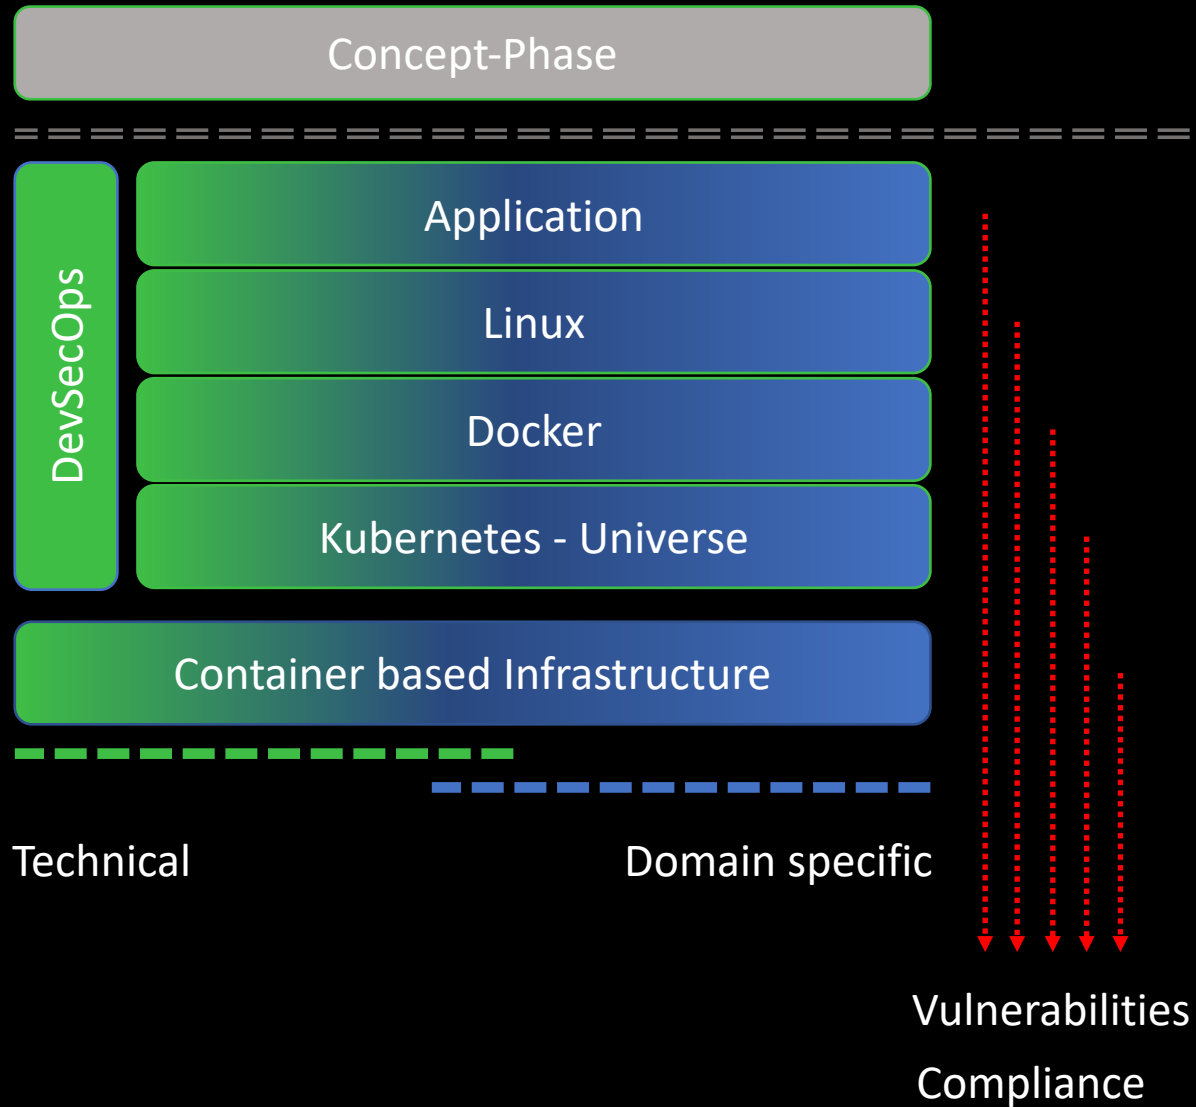 Concept-Phase
DevSecOps
Application
Linux
Docker
Kubernetes - Universe
Container based Infrastructure
Technical
Domain specific
Vulnerabilities
Compliance